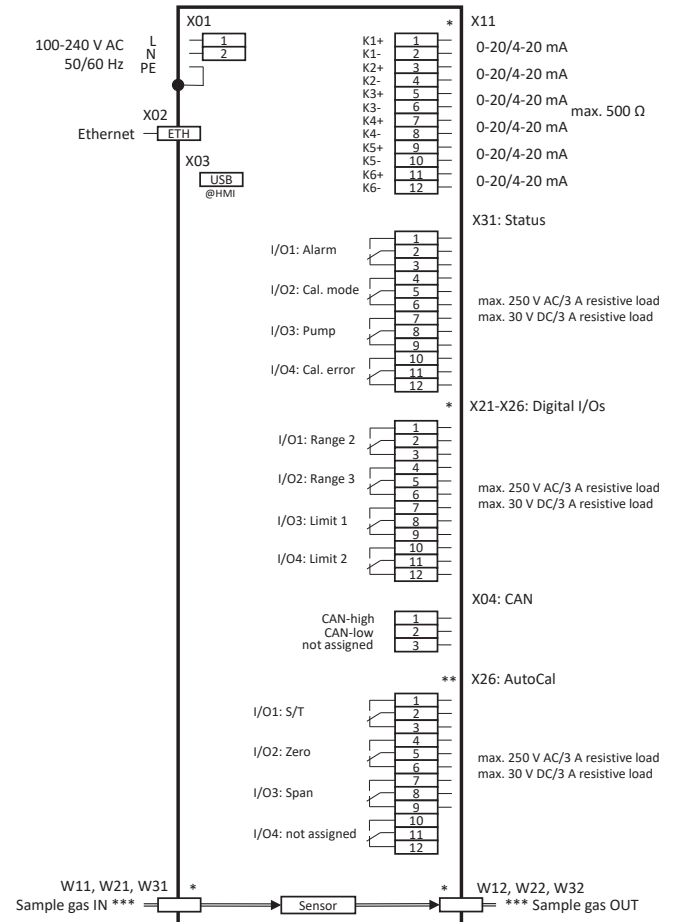 X01
100-240 V AC
50/60 Hz
L
N
PE
1
2
X02
Ethernet
ETH
X03
USB
@HMI
* X11
K1+ 1
K1- 2
K2+ 3
K2- 4
K3+ 5
K3- 6
K4+ 7
K4- 8
K5+ 9
K5- 10
K6+ 11
K6- 12
0-20/4-20 mA
0-20/4-20 mA
0-20/4-20 mA
0-20/4-20 mA
0-20/4-20 mA
0-20/4-20 mA
max. 500 Ω
X31: Status
I/O1: Alarm
I/O2: Cal. mode
I/O3: Pump
I/O4: Cal. error
1
2
3
4
5
6
7
8
9
10
11
12
max. 250 V AC/3 A resistive load
max. 30 V DC/3 A resistive load
* X21-X26: Digital I/Os
I/O1: Range 2
I/O2: Range 3
I/O3: Limit 1
I/O4: Limit 2
1
2
3
4
5
6
7
8
9
10
11
12
max. 250 V AC/3 A resistive load
max. 30 V DC/3 A resistive load
X04: CAN
CAN-high 1
CAN-low 2
not assigned 3
** X26: AutoCal
I/O1: S/T
I/O2: Zero
I/O3: Span
I/O4: not assigned
1
2
3
4
5
6
7
8
9
10
11
12
max. 250 V AC/3 A resistive load
max. 30 V DC/3 A resistive load
W11, W21, W31 *
Sample gas IN ***
Sensor
* W12, W22, W32
*** Sample gas OUT